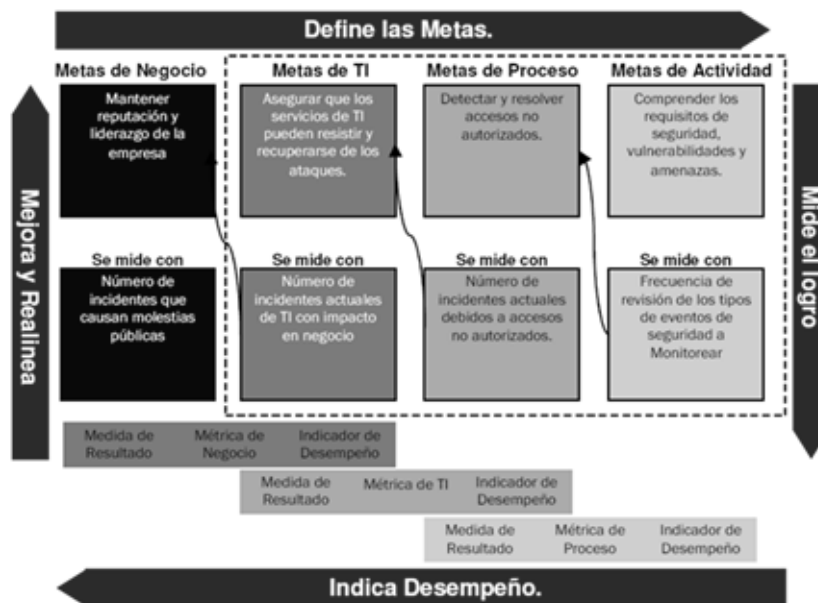 Define las Metas.
Metas de Negocio
Metas de TI
Metas de Proceso
Metas de Actividad
Mantener
reputación y
liderazgo de la
empresa
Asegurar que los
servicios de TI
pueden resistir y
recuperarse de los
ataques.
Detectar y resolver
accesos no
autorizados.
Comprender los
requisitos de
seguridad,
vulnerabilidades y
amenazas.
Mejora y Realinea
Mide el logro
Se mide con
Se mide con
Se mide con
Se mide con
Número de
incidentes que
causan molestias
públicas
Número de
incidentes actuales
de TI con impacto
en negocio
Número de
incidentes actuales
debidos a accesos
no autorizados.
Frecuencia de
revisión de los tipos
de eventos de
seguridad a
Monitorear
Medida de
Resultado
Métrica de
Negocio
Indicador de
Desempeño
Medida de
Resultado
Métrica de TI
Indicador de
Desempeño
Medida de
Resultado
Métrica de
Proceso
Indicador de
Desempeño
Indica Desempeño.